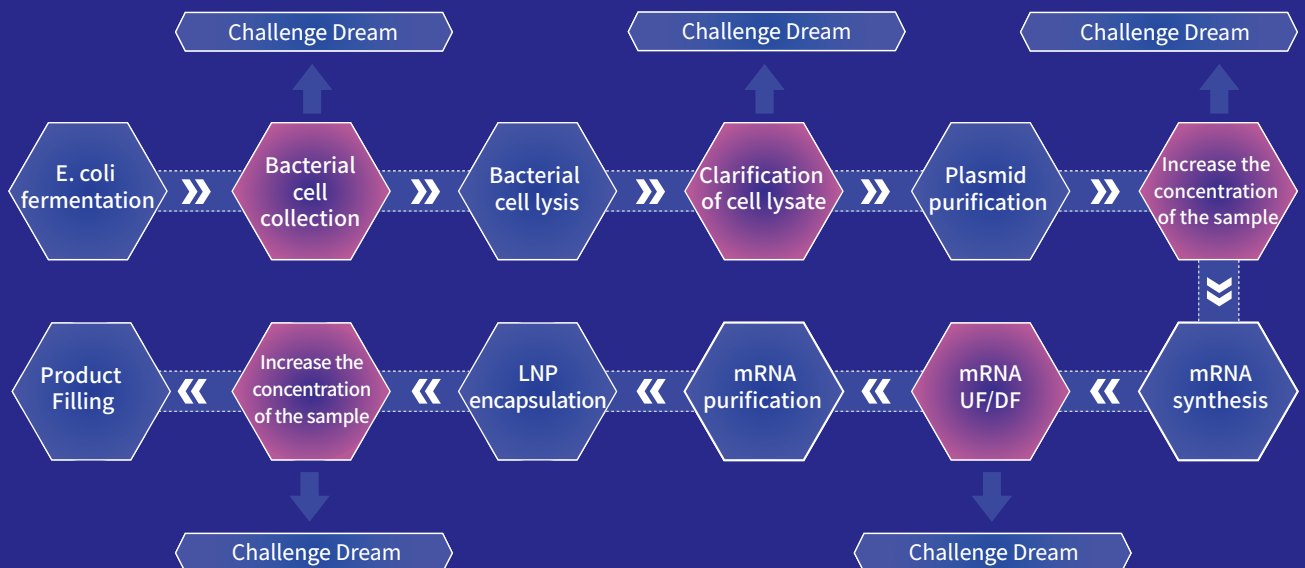 Challenge Dream
Challenge Dream
Challenge Dream
E. coli
fermentation
Bacterial
cell
collection
Bacterial
cell lysis
Clarification
of cell lysate
Plasmid
purification
Increase the
concentration
of the sample
mRNA
synthesis
mRNA
UF/DF
mRNA
purification
LNP
encapsulation
Increase the
concentration
of the sample
Product
Filling
Challenge Dream
Challenge Dream